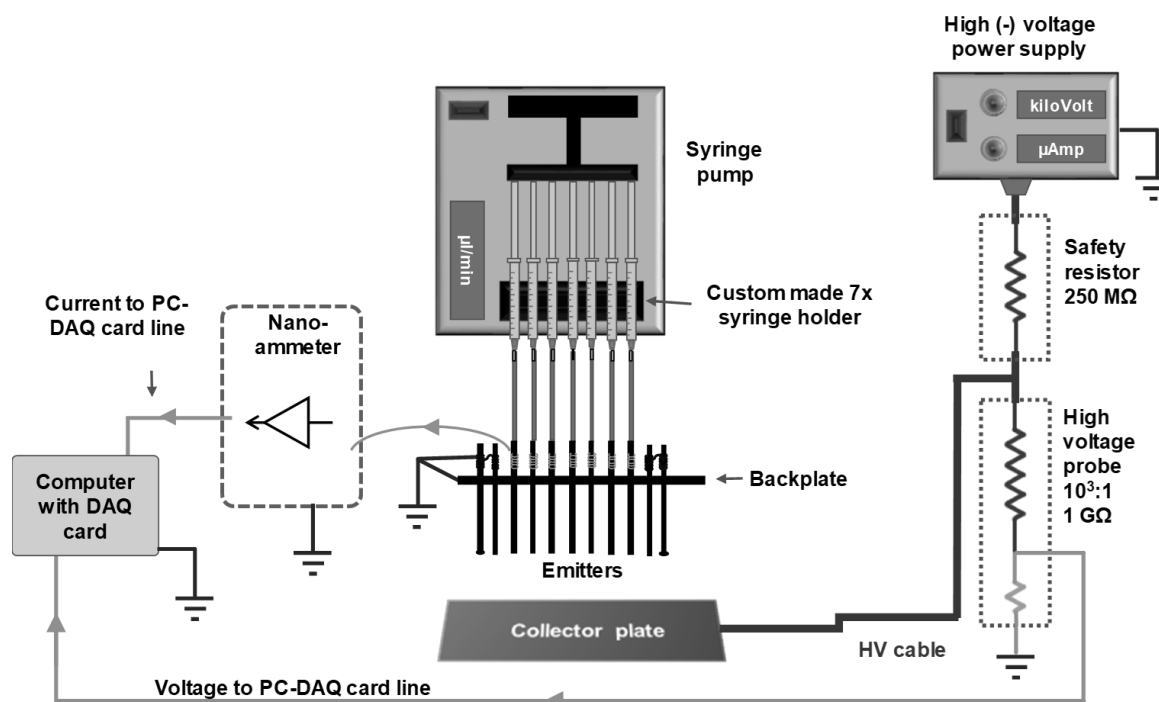 High (-) voltage
power supply
kiloVolt
µAmp
Syringe
pump
µl/min
Safety
resistor
250 MΩ
Current to PC-
DAQ card line
Nano-
ammeter
Custom made 7x
syringe holder
High
voltage
probe
10³:1
1 GΩ
Backplate
Computer
with DAQ
card
Emitters
Collector plate
HV cable
Voltage to PC-DAQ card line